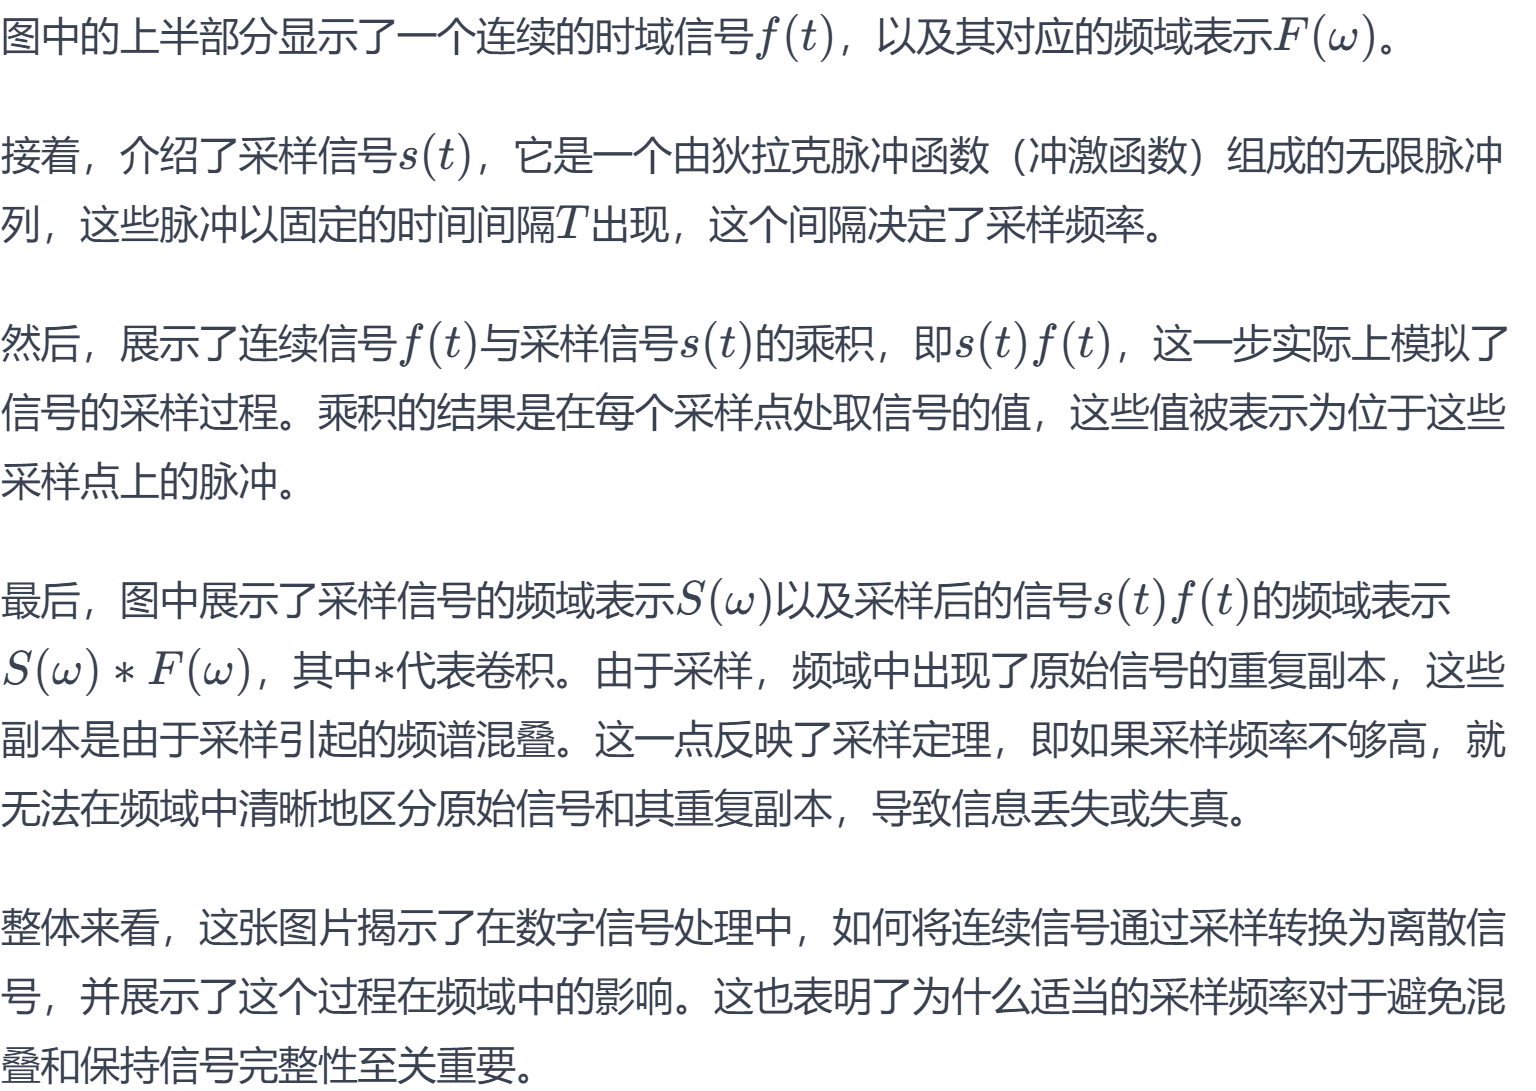 图中的上半部分显示了一个连续的时域信号f(t)，以及其对应的频域表示F(ω)。
接着，介绍了采样信号s(t)，它是一个由狄拉克脉冲函数（冲激函数）组成的无限脉冲
列，这些脉冲以固定的时间间隔T出现，这个间隔决定了采样频率。
然后，展示了连续信号f(t)与采样信号s(t)的乘积，即s(t)f(t)，这一步实际上模拟了
信号的采样过程。乘积的结果是在每个采样点处取信号的值，这些值被表示为位于这些
采样点上的脉冲。
最后，图中展示了采样信号的频域表示S(ω)以及采样后的信号s(t)f(t)的频域表示
S(ω) * F(ω)，其中*代表卷积。由于采样，频域中出现了原始信号的重复副本，这些
副本是由于采样引起的频谱混叠。这一点反映了采样定理，即如果采样频率不够高，就
无法在频域中清晰地区分原始信号和其重复副本，导致信息丢失或失真。
整体来看，这张图片揭示了在数字信号处理中，如何将连续信号通过采样转换为离散信
号，并展示了这个过程在频域中的影响。这也表明了为什么适当的采样频率对于避免混
叠和保持信号完整性至关重要。